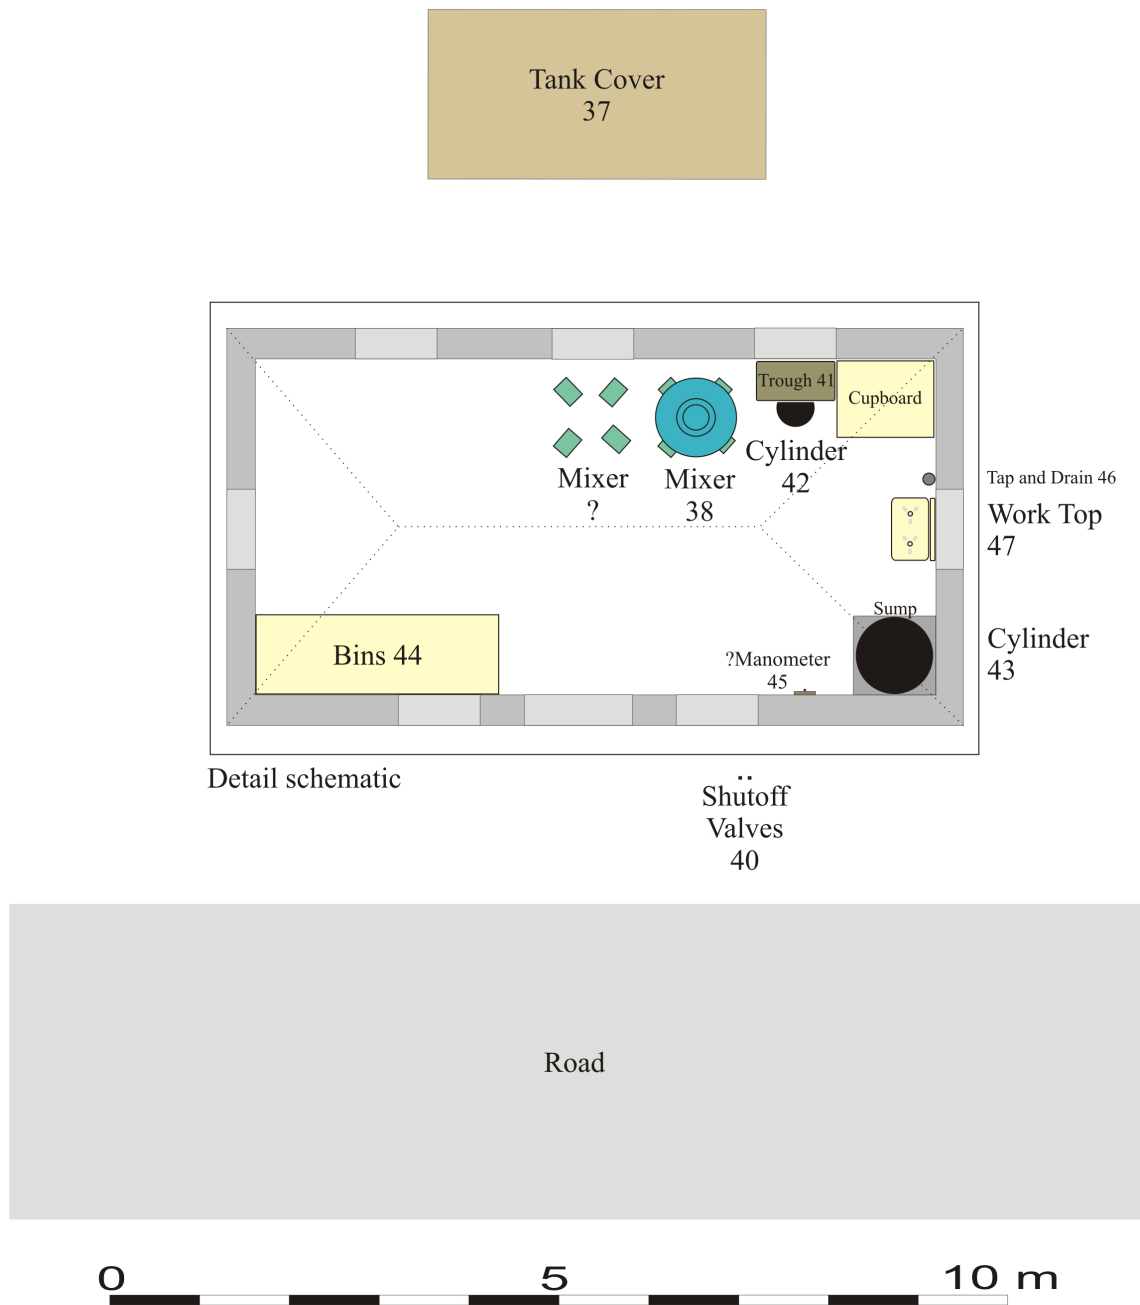 Tank Cover
37
Trough 41
Cupboard
Cylinder
42
Mixer
?
Mixer
38
Tap and Drain 46
Work Top
47
Sump
Cylinder
43
Bins 44
?Manometer
45
Detail schematic
Shutoff
Valves
40
Road
0 5 10 m